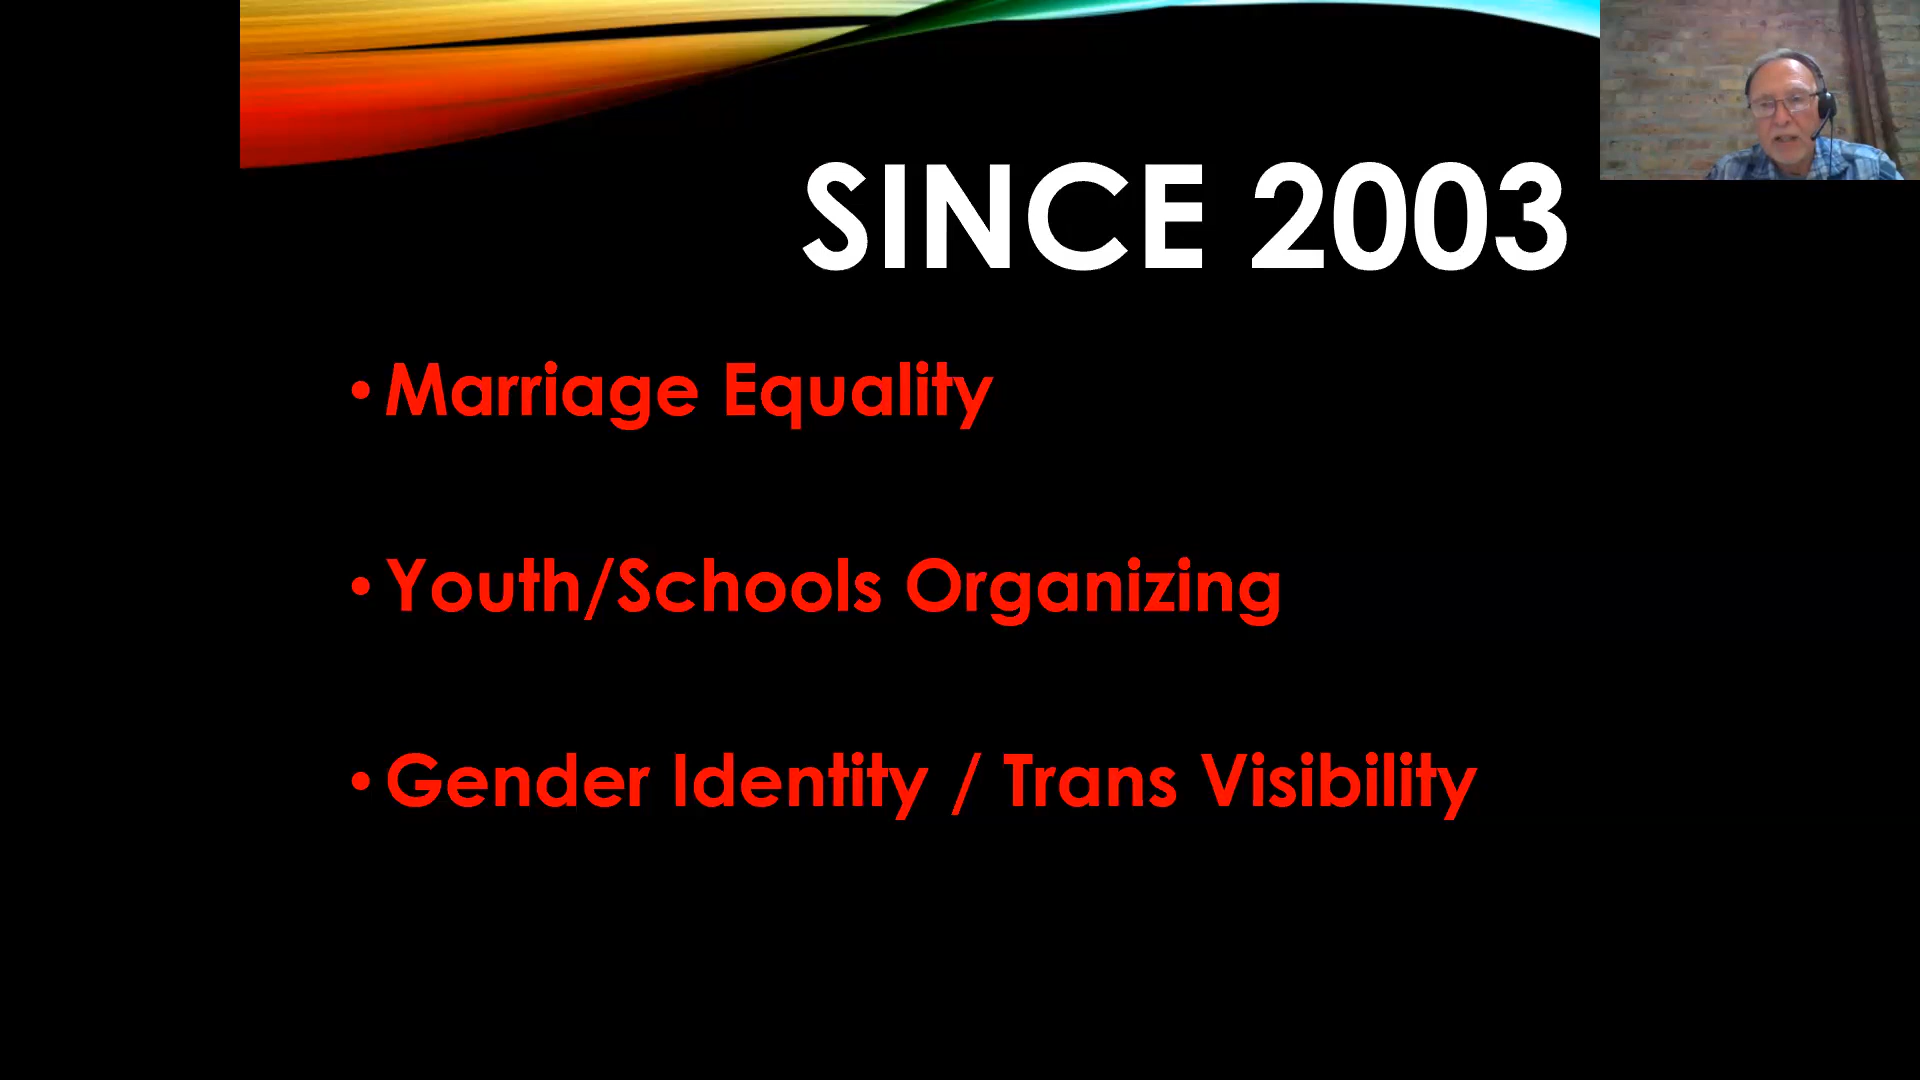 SINCE 2003
• Marriage Equality
• Youth/Schools Organizing
• Gender Identity / Trans Visibility